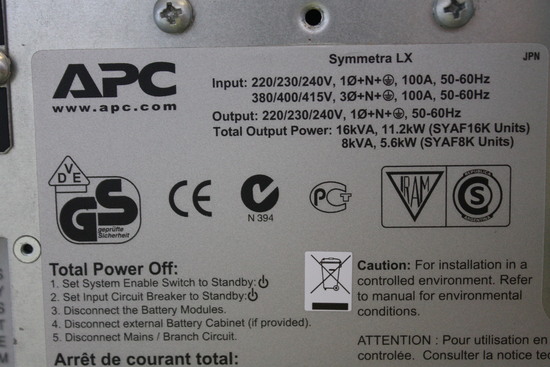 Symmetra LX
JPN
APC
www.apc.com
Input: 220/230/240V, 1Ø+N+⏚, 100A, 50-60Hz
380/400/415V, 3Ø+N+⏚, 100A, 50-60Hz
Output: 220/230/240V, 1Ø+N+⏚, 50-60Hz
Total Output Power: 16kVA, 11.2kW (SYAF16K Units)
8kVA, 5.6kW (SYAF8K Units)
VDE
GS
geprüfte
Sicherheit
CE
N 394
PCT
IRAM
REPUBLICA
S
ARGENTINA
Total Power Off:
1. Set System Enable Switch to Standby:
2. Set Input Circuit Breaker to Standby:
3. Disconnect the Battery Modules.
4. Disconnect external Battery Cabinet (if provided).
5. Disconnect Mains / Branch Circuit.
Arrêt de courant total:
Caution: For installation in a
controlled environment. Refer
to manual for environmental
conditions.
ATTENTION : Pour utilisation en
contrôlée. Consulter la notice te
SYSTEM